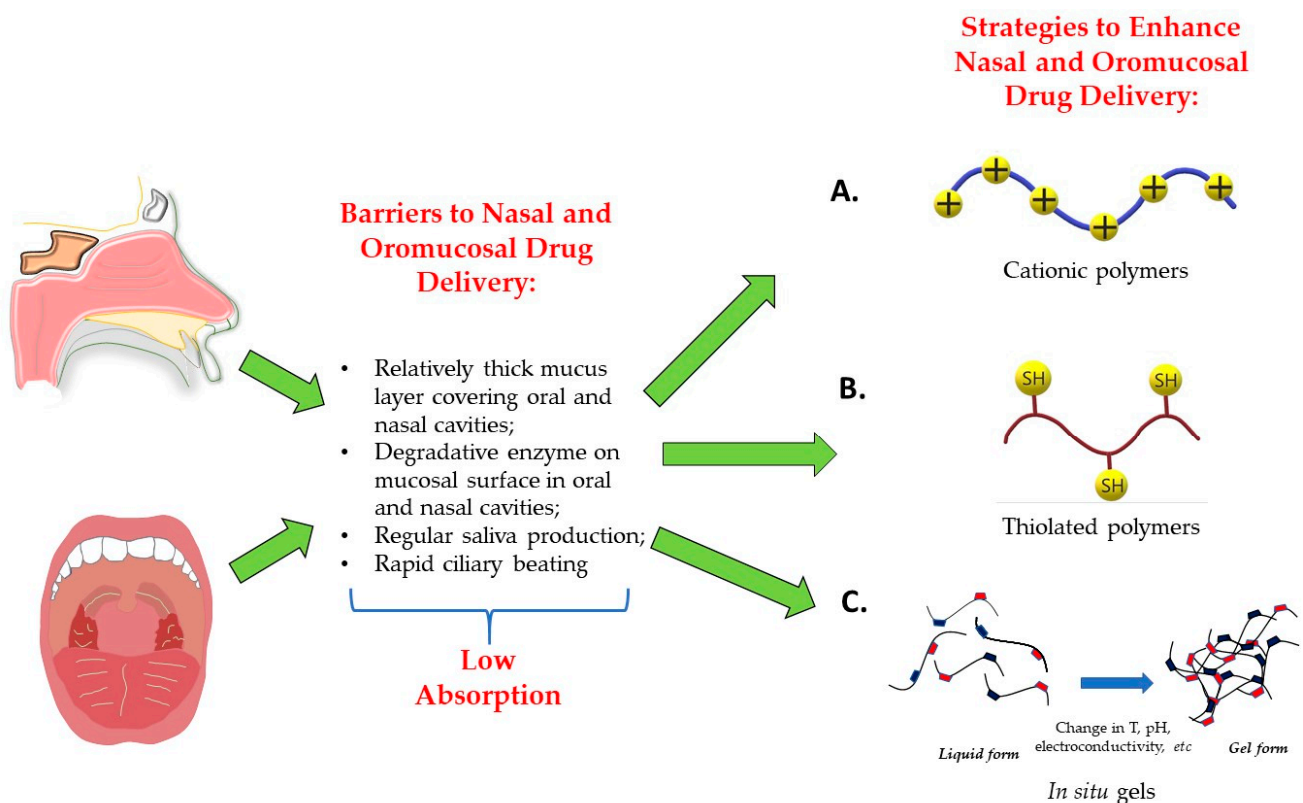 Barriers to Nasal and
Oromucosal Drug
Delivery:
• Relatively thick mucus
layer covering oral and
nasal cavities;
• Degradative enzyme on
mucosal surface in oral
and nasal cavities;
• Regular saliva production;
• Rapid ciliary beating
Low
Absorption
Strategies to Enhance
Nasal and Oromucosal
Drug Delivery:
A.
+ + + + + +
Cationic polymers
B.
SH SH
SH
Thiolated polymers
C.
Liquid form
Change in T, pH,
electroconductivity, etc
Gel form
In situ gels